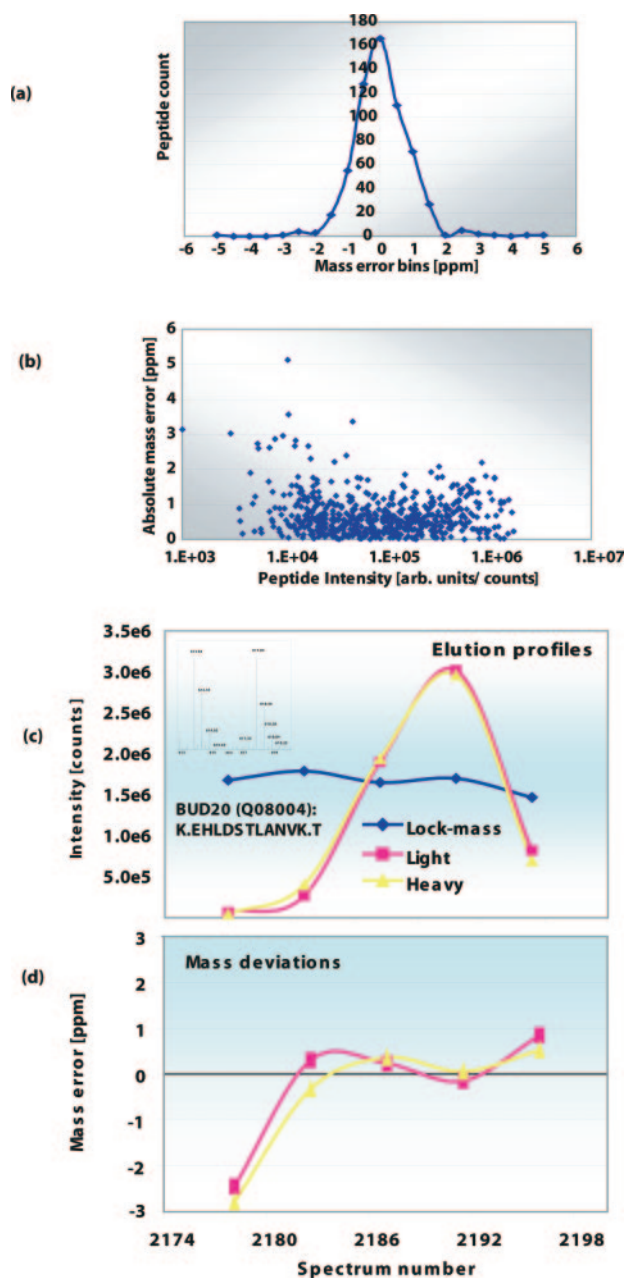 (a)
Peptide count
180
160
140
120
100
80
60
40
20
0
-6 -5 -4 -3 -2 -1 0 1 2 3 4 5 6
Mass error bins [ppm]
(b)
Absolute mass error [ppm]
6
5
4
3
2
1
0
1.E+03 1.E+04 1.E+05 1.E+06 1.E+07
Peptide Intensity [arb. units/ counts]
(c)
Intensity [counts]
3.5e6
3.0e6
2.5e6
2.0e6
1.5e6
1.0e6
5.0e5
Elution profiles
BUD20 (Q08004):
K.EHLDSTLANVK.T
Lock-mass
Light
Heavy
(d)
Mass error [ppm]
3
2
1
0
-1
-2
-3
Mass deviations
2174 2180 2186 2192 2198
Spectrum number